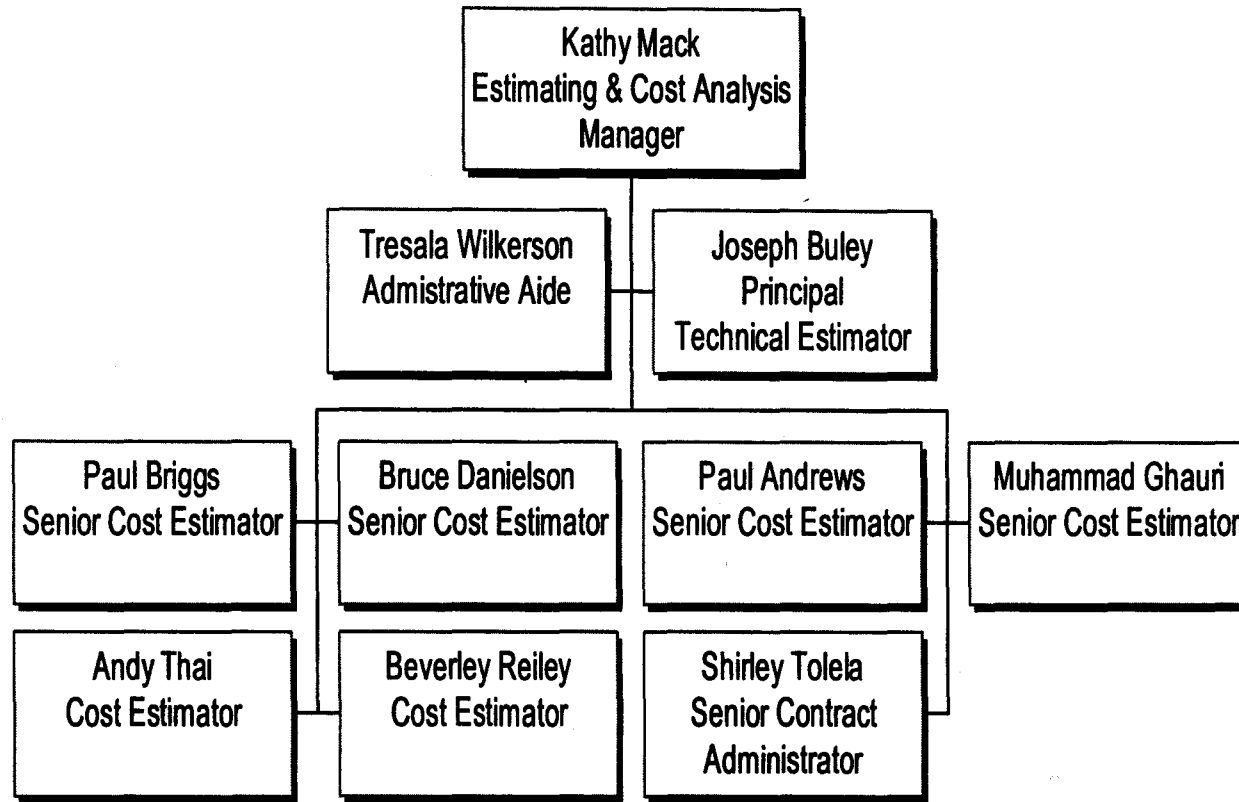 Kathy Mack
Estimating & Cost Analysis
Manager
Tresala Wilkerson
Admistrative Aide
Joseph Buley
Principal
Technical Estimator
Paul Briggs
Senior Cost Estimator
Bruce Danielson
Senior Cost Estimator
Paul Andrews
Senior Cost Estimator
Muhammad Ghauri
Senior Cost Estimator
Andy Thai
Cost Estimator
Beverley Reiley
Cost Estimator
Shirley Tolela
Senior Contract
Administrator